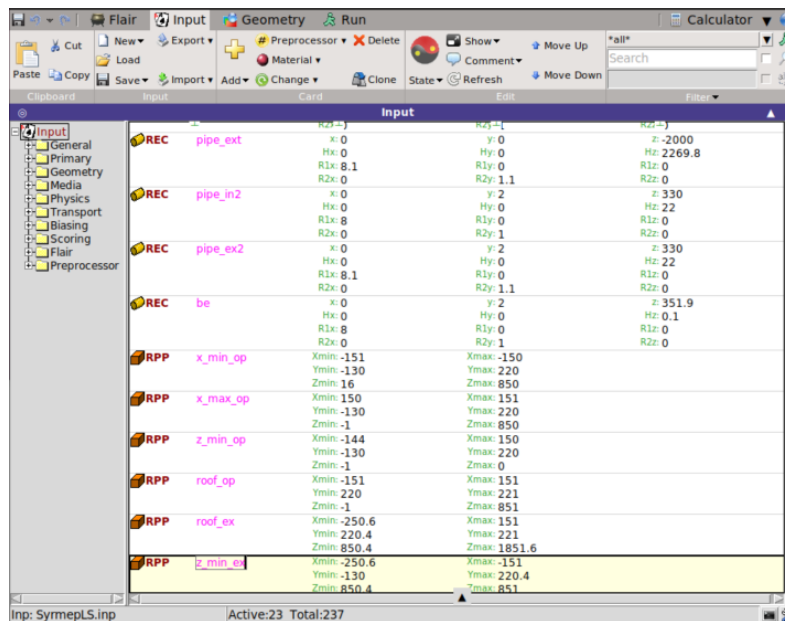 Flair Input Geometry Run Calculator
Cut New Export # Preprocessor Delete Show Move Up *all*
Load Material Comment Search
Paste Copy Save Import Add Change Clone State Refresh Move Down
Clipboard Input Card Edit Filter
Input
Input
General
Primary
Geometry
Media
Physics
Transport
Biasing
Scoring
Flair
Preprocessor
REC pipe_ext x: 0 y: 0 z: -2000
Hx: 0 Hy: 0 Hz: 2269.8
R1x: 8.1 R1y: 0 R1z: 0
R2x: 0 R2y: 1.1 R2z: 0
REC pipe_in2 x: 0 y: 2 z: 330
Hx: 0 Hy: 0 Hz: 22
R1x: 8 R1y: 0 R1z: 0
R2x: 0 R2y: 1 R2z: 0
REC pipe_ex2 x: 0 y: 2 z: 330
Hx: 0 Hy: 0 Hz: 22
R1x: 8.1 R1y: 0 R1z: 0
R2x: 0 R2y: 1.1 R2z: 0
REC be x: 0 y: 2 z: 351.9
Hx: 0 Hy: 0 Hz: 0.1
R1x: 8 R1y: 0 R1z: 0
R2x: 0 R2y: 1 R2z: 0
RPP x_min_op Xmin: -151 Xmax: -150
Ymin: -130 Ymax: 220
Zmin: 16 Zmax: 850
RPP x_max_op Xmin: 150 Xmax: 151
Ymin: -130 Ymax: 220
Zmin: -1 Zmax: 850
RPP z_min_op Xmin: -144 Xmax: 150
Ymin: -130 Ymax: 220
Zmin: -1 Zmax: 0
RPP roof_op Xmin: -151 Xmax: 151
Ymin: 220 Ymax: 221
Zmin: -1 Zmax: 851
RPP roof_ex Xmin: -250.6 Xmax: 151
Ymin: 220.4 Ymax: 221
Zmin: 850.4 Zmax: 1851.6
RPP z_min_ex Xmin: -250.6 Xmax: -151
Ymin: -130 Ymax: 220.4
Zmin: 850.4 Zmax: 851
Inp: SyrmepLS.inp Active:23 Total:237